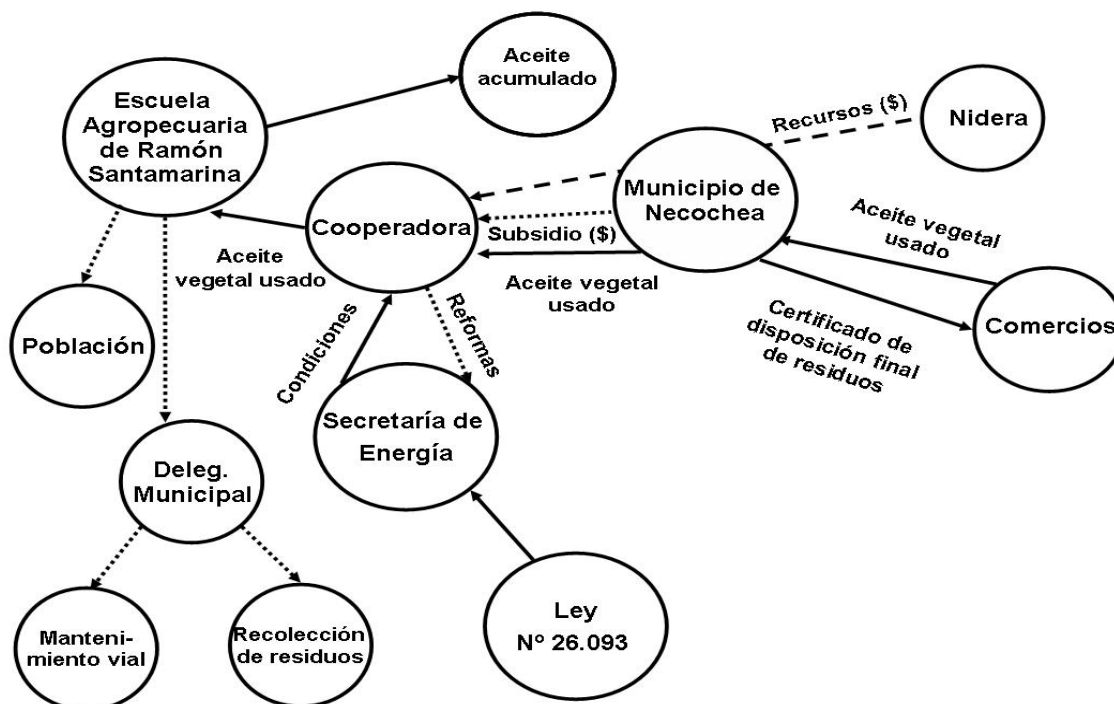 Escuela
Agropecuaria
de Ramón
Santamarina
Aceite
acumulado
Recursos ($)
Nidera
Municipio de
Necochea
Cooperadora
Subsidio ($)
Aceite vegetal
usado
Aceite
vegetal usado
Aceite vegetal
usado
Comercios
Certificado de
disposición final
de residuos
Condiciones
Reformas
Población
Secretaría de
Energía
Deleg.
Municipal
Ley
Nº 26.093
Manteni-
miento vial
Recolección
de residuos